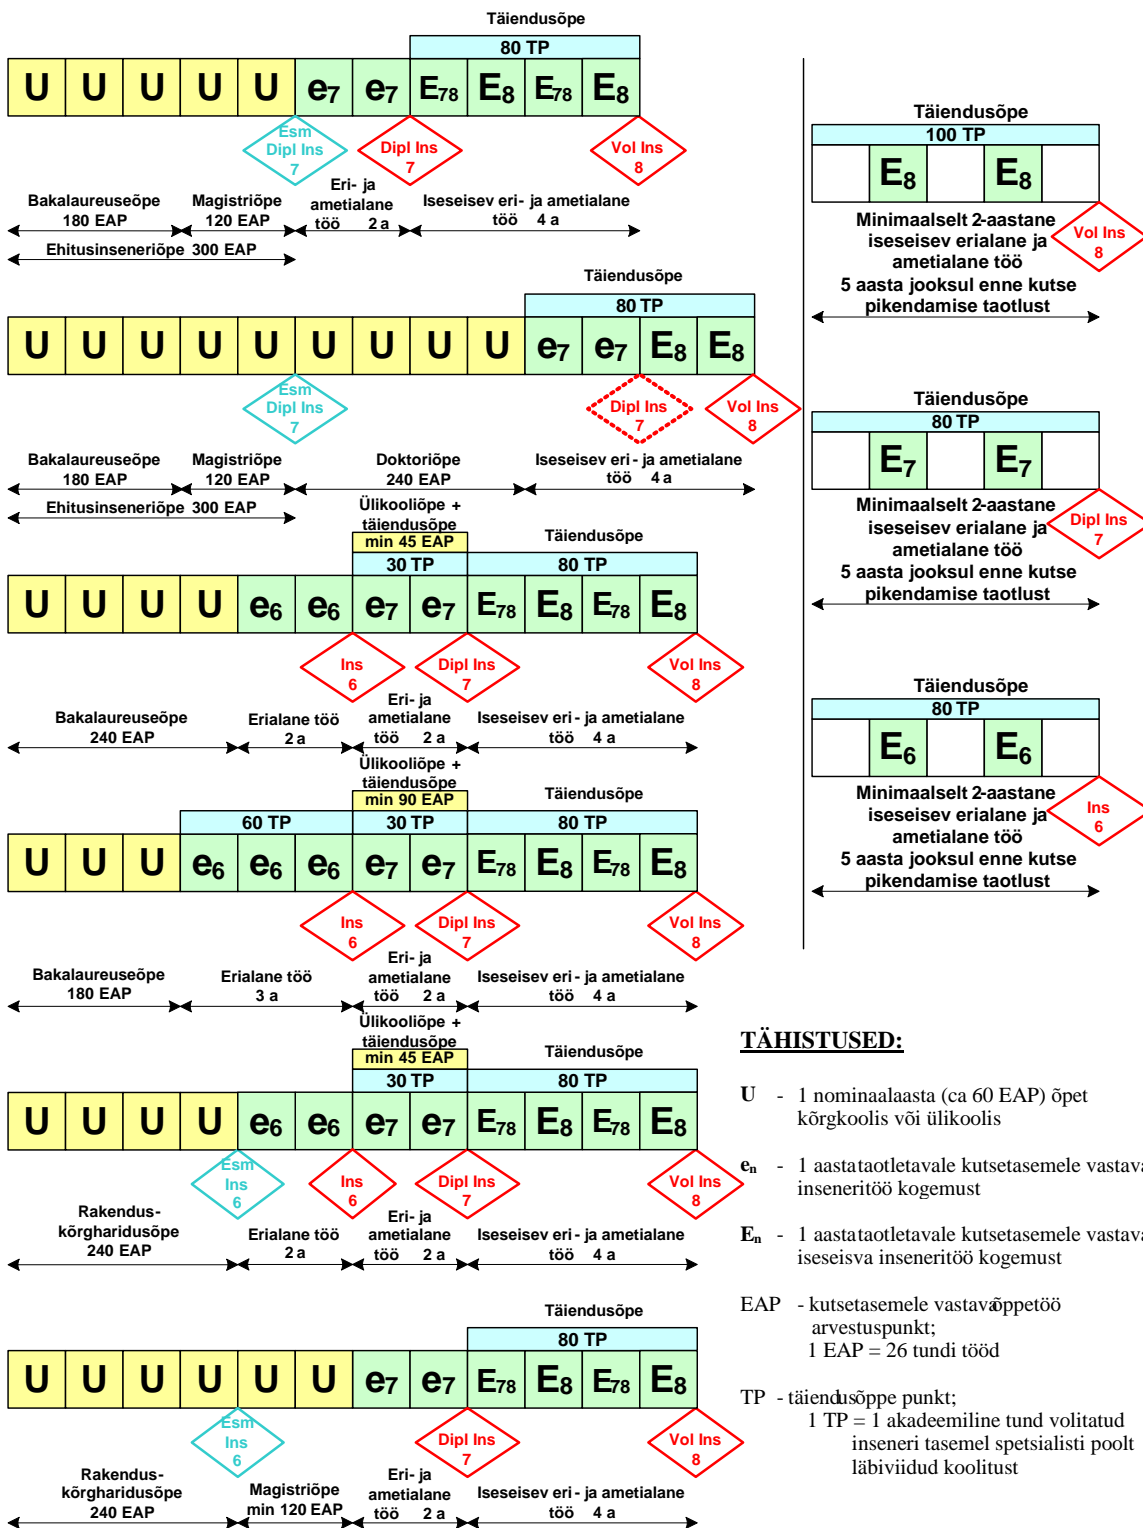 Täiendusõpe
80 TP
U U U U U e7 e7 E78 E8 E78 E8
Esm
Dipl Ins
7
Dipl Ins
7
Vol Ins
8
Bakalaureuseõpe
180 EAP
Magistriõpe
120 EAP
Eri- ja
ametialane
töö 2 a
Iseseisev eri- ja ametialane
töö 4 a
Ehitusinseneriõpe 300 EAP
Täiendusõpe
80 TP
U U U U U U U U U e7 e7 E8 E8
Esm
Dipl Ins
7
Dipl Ins
7
Vol Ins
8
Bakalaureuseõpe
180 EAP
Magistriõpe
120 EAP
Doktoriõpe
240 EAP
Iseseisev eri- ja ametialane
töö 4 a
Ehitusinseneriõpe 300 EAP
Ülikooliõpe +
täiendusõpe
min 45 EAP
30 TP
Täiendusõpe
80 TP
U U U U e6 e6 e7 e7 E78 E8 E78 E8
Ins
6
Dipl Ins
7
Vol Ins
8
Bakalaureuseõpe
240 EAP
Erialane töö
2 a
Eri- ja
ametialane
töö 2 a
Iseseisev eri- ja ametialane
töö 4 a
Ülikooliõpe +
täiendusõpe
min 90 EAP
60 TP
30 TP
Täiendusõpe
80 TP
U U U e6 e6 e6 e7 e7 E78 E8 E78 E8
Ins
6
Dipl Ins
7
Vol Ins
8
Bakalaureuseõpe
180 EAP
Erialane töö
3 a
Eri- ja
ametialane
töö 2 a
Iseseisev eri- ja ametialane
töö 4 a
Ülikooliõpe +
täiendusõpe
min 45 EAP
30 TP
Täiendusõpe
80 TP
U U U U e6 e6 e7 e7 E78 E8 E78 E8
Esm
Ins
6
Ins
6
Dipl Ins
7
Vol Ins
8
Rakendus-
kõrgharidusõpe
240 EAP
Erialane töö
2 a
Eri- ja
ametialane
töö 2 a
Iseseisev eri- ja ametialane
töö 4 a
Täiendusõpe
80 TP
U U U U U U e7 e7 E78 E8 E78 E8
Esm
Ins
6
Dipl Ins
7
Vol Ins
8
Rakendus-
kõrgharidusõpe
240 EAP
Magistriõpe
min 120 EAP
Eri- ja
ametialane
töö 2 a
Iseseisev eri- ja ametialane
töö 4 a
Täiendusõpe
100 TP
E8 E8
Vol Ins
8
Minimaalselt 2-aastane
iseseisev erialane ja
ametialane töö
5 aasta jooksul enne kutse
pikendamise taotlust
Täiendusõpe
80 TP
E7 E7
Dipl Ins
7
Minimaalselt 2-aastane
iseseisev erialane ja
ametialane töö
5 aasta jooksul enne kutse
pikendamise taotlust
Täiendusõpe
80 TP
E6 E6
Ins
6
Minimaalselt 2-aastane
iseseisev erialane ja
ametialane töö
5 aasta jooksul enne kutse
pikendamise taotlust
TÄHISTUSED:
U - 1 nominaalaasta (ca 60 EAP) õpet
kõrgkoolis või ülikoolis
en - 1 aasta taotletavale kutsetasemele vastava
inseneritöö kogemust
En - 1 aasta taotletavale kutsetasemele vastava
iseseisva inseneritöö kogemust
EAP - kutsetasemele vastava õppetöö
arvestuspunkt;
1 EAP = 26 tundi tööd
TP - täiendusõppe punkt;
1 TP = 1 akadeemiline tund volitatud
inseneri tasemel spetsialisti poolt
läbiviidud koolitust